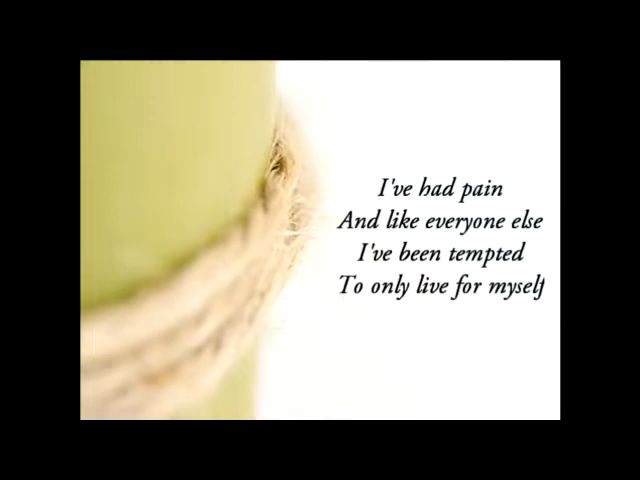 I've had pain
And like everyone else
I've been tempted
To only live for myself